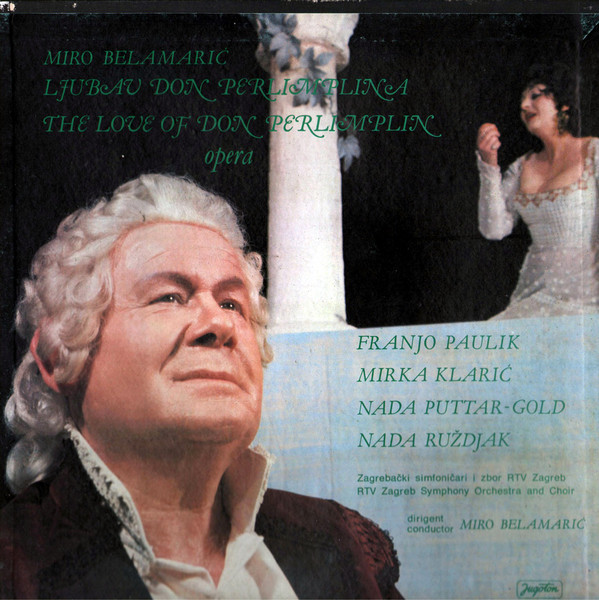 MIRO BELAMARIĆ
LJUBAV DON PERLIMPLINA
THE LOVE OF DON PERLIMPLIN
opera
FRANJO PAULIK
MIRKA KLARIĆ
NADA PUTTAR-GOLD
NADA RUŽDJAK
Zagrebački simfoničari i zbor RTV Zagreb
RTV Zagreb Symphony Orchestra and Choir
dirigent
conductor MIRO BELAMARIĆ
Jugoton